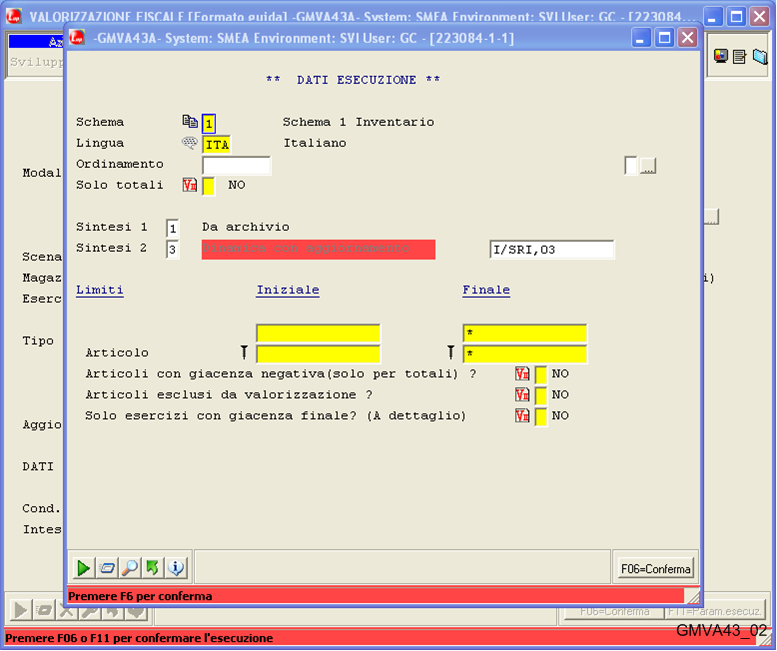 VALORIZZAZIONE FISCALE [Formato guida] -GMVA43A- System: SMEA Environment: SVI User: GC - [223084...
-GMVA43A- System: SMEA Environment: SVI User: GC - [223084-1-1]
Az
Svilupp
** DATI ESECUZIONE **
Schema 1 Schema 1 Inventario
Lingua ITA Italiano
Ordinamento ...
Modal
Solo totali NO
...
Sintesi 1 1 Da archivio
Sintesi 2 3 Dinamica con aggiornamento I/SRI,O3
Scena
Magaz i)
Limiti Iniziale Finale
Eserc
*
Tipo
Articolo *
Articoli con giacenza negativa(solo per totali) ? NO
Articoli esclusi da valorizzazione ? NO
Solo esercizi con giacenza finale? (A dettaglio) NO
Aggio
DATI
Cond.
Intes
F06=Conferma
Premere F6 per conferma
F06=Conferma F11=Param.esecuz.
Premere F06 o F11 per confermare l'esecuzione
GMVA43_02